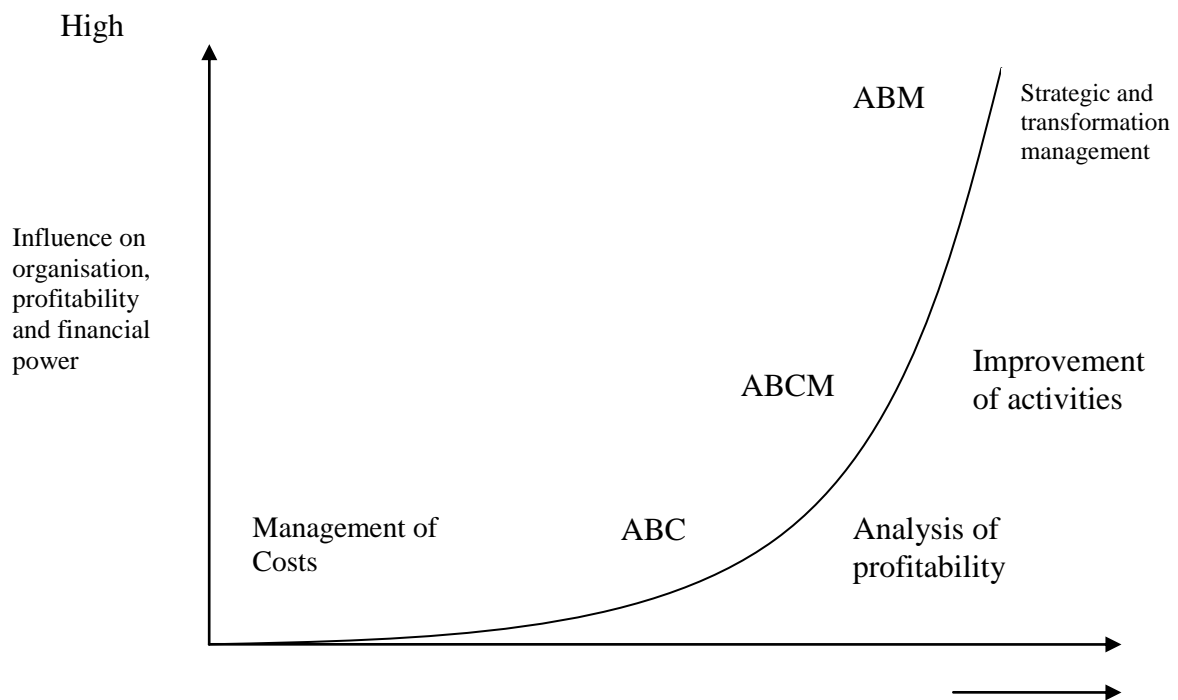 High
ABM
Strategic and
transformation
management
Influence on
organisation,
profitability
and financial
power
ABCM
Improvement
of activities
Management of
Costs
ABC
Analysis of
profitability